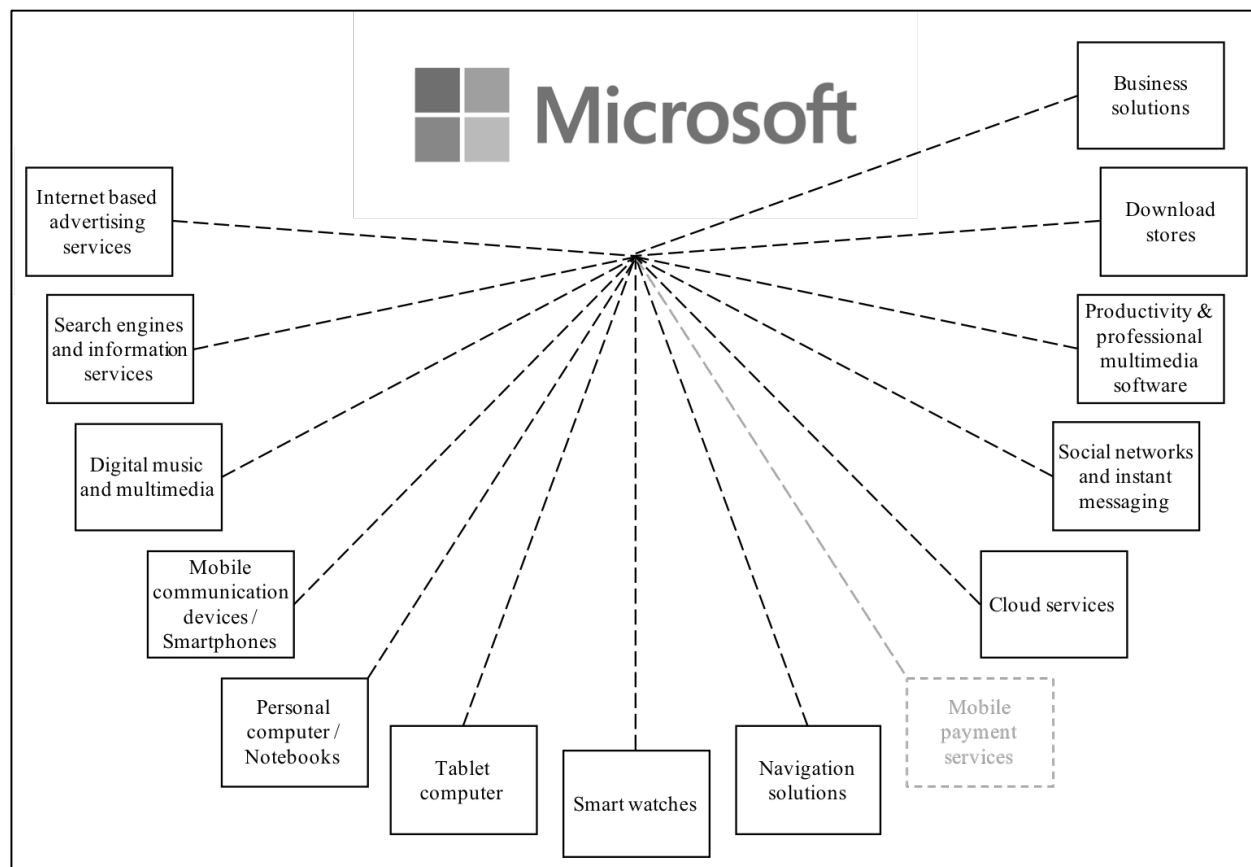 Microsoft
Business
solutions
Internet based
advertising
services
Download
stores
Search engines
and information
services
Productivity &
professional
multimedia
software
Digital music
and multimedia
Social networks
and instant
messaging
Mobile
communication
devices /
Smartphones
Cloud services
Personal
computer /
Notebooks
Tablet
computer
Smart watches
Navigation
solutions
Mobile
payment
services